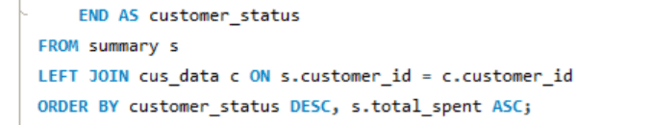 END AS customer_status
FROM summary s
LEFT JOIN cus_data c ON s.customer_id = c.customer_id
ORDER BY customer_status DESC, s.total_spent ASC;